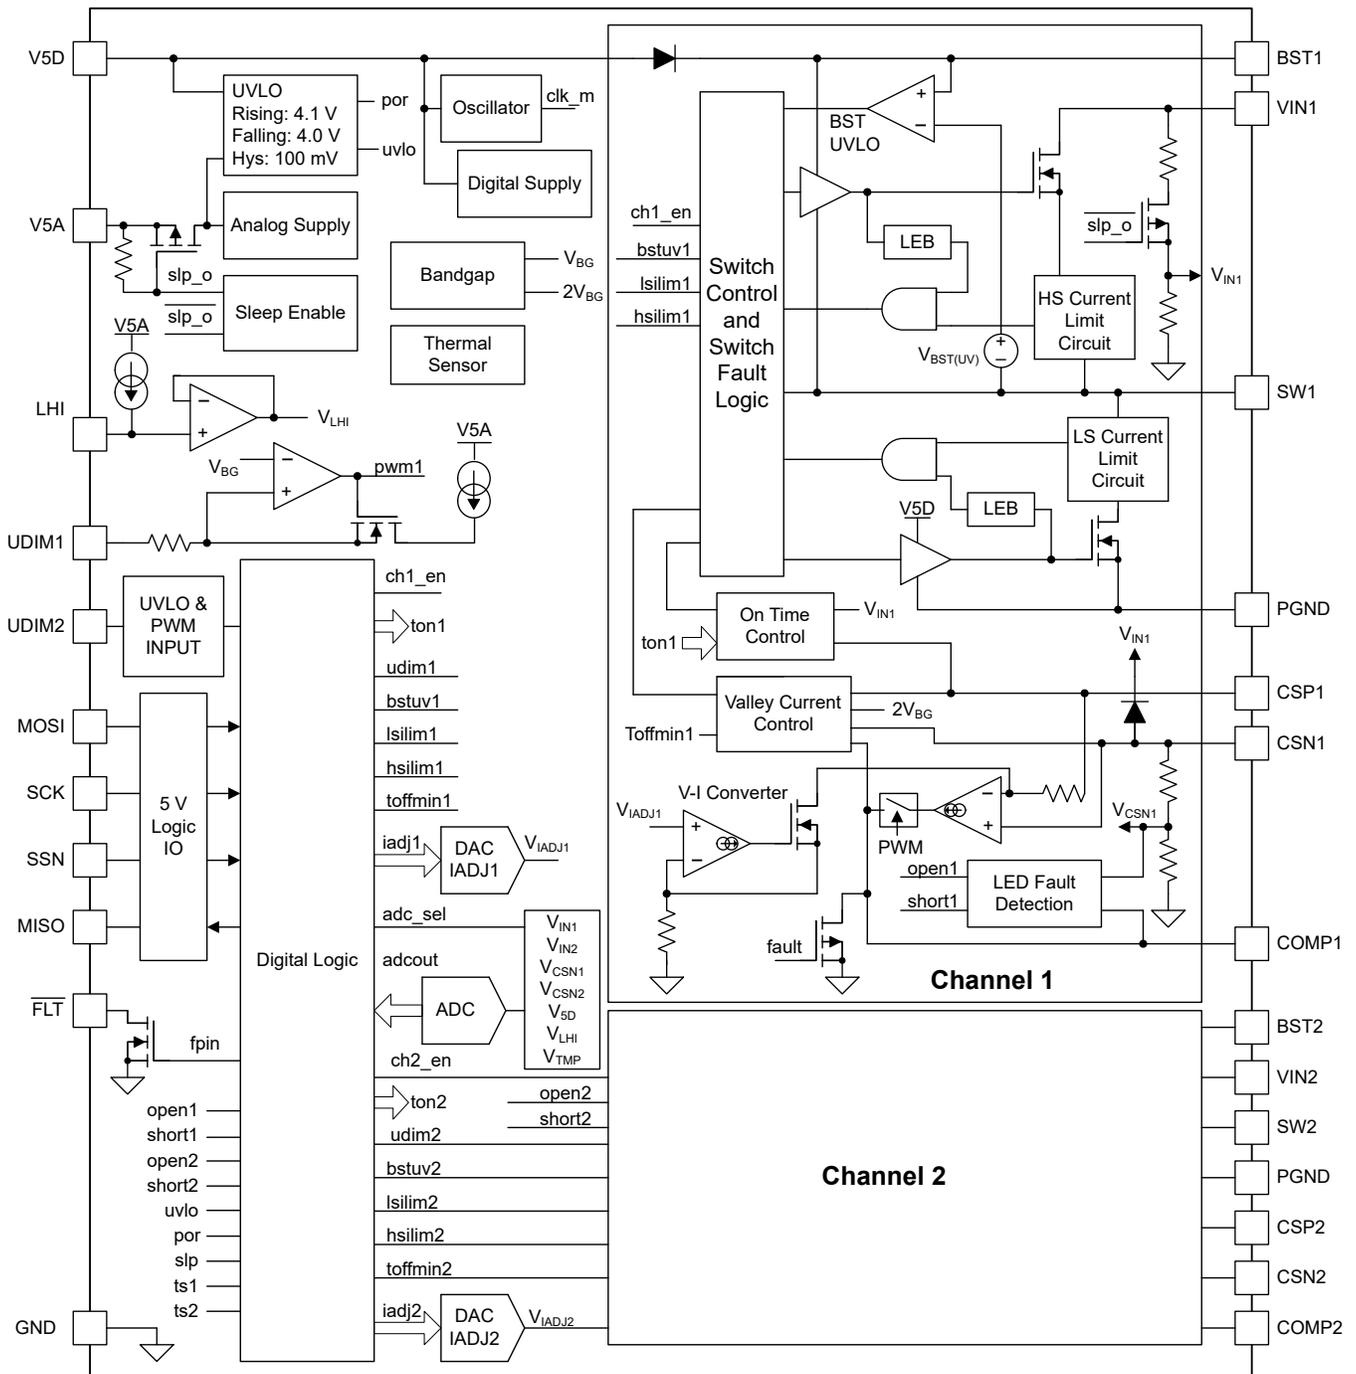 V5D
UVLO
Rising: 4.1 V
Falling: 4.0 V
Hys: 100 mV
por
uvlo
Oscillator
clk_m
Digital Supply
V5A
Analog Supply
slp_o
slp_o
Sleep Enable
Bandgap
VBG
2VBG
Thermal
Sensor
V5A
LHI
−
+
VLHI
VBG
−
+
pwm1
V5A
UDIM1
UDIM2
UVLO &
PWM
INPUT
MOSI
SCK
SSN
MISO
5 V
Logic
IO
FLT
fpin
Digital Logic
open1
short1
open2
short2
uvlo
por
slp
ts1
ts2
GND
ch1_en
ton1
udim1
bstuv1
lsilim1
hsilim1
toffmin1
iadj1
DAC
IADJ1
VIADJ1
adc_sel
adcout
ADC
VIN1
VIN2
VCSN1
VCSN2
V5D
VLHI
VTMP
ch2_en
ton2
open2
short2
udim2
bstuv2
lsilim2
hsilim2
toffmin2
iadj2
DAC
IADJ2
VIADJ2
ch1_en
bstuv1
lsilim1
hsilim1
Switch
Control
and
Switch
Fault
Logic
+
−
BST
UVLO
LEB
VBST(UV)
+
−
HS Current
Limit
Circuit
slp_o
VIN1
LS Current
Limit
Circuit
LEB
V5D
On Time
Control
VIN1
ton1
Valley Current
Control
2VBG
Toffmin1
VIN1
V-I Converter
VIADJ1
+
−
PWM
−
+
VCSN1
open1
short1
LED Fault
Detection
fault
Channel 1
Channel 2
BST1
VIN1
SW1
PGND
CSP1
CSN1
COMP1
BST2
VIN2
SW2
PGND
CSP2
CSN2
COMP2